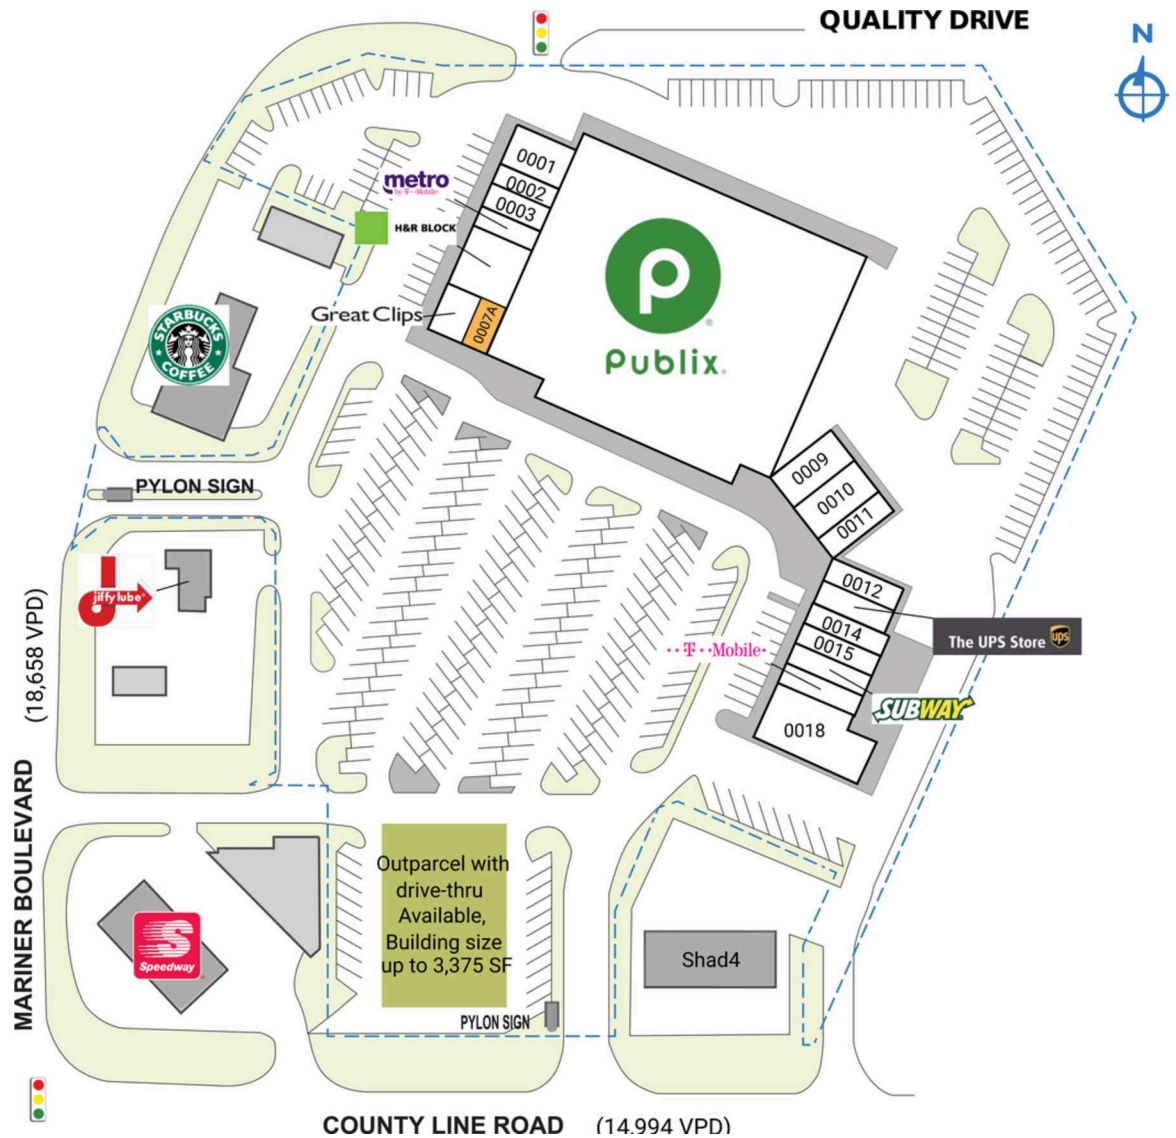 QUALITY DRIVE
N
0001
0002
0003
metro
by T-Mobile
H&R BLOCK
Great Clips
0007A
Publix.
STARBUCKS
COFFEE
PYLON SIGN
jiffy lube
(18,658 VPD)
MARINER BOULEVARD
0009
0010
0011
0012
0014
0015
The UPS Store
ups
T-Mobile
SUBWAY
0018
Outparcel with
drive-thru
Available,
Building size
up to 3,375 SF
Speedway
PYLON SIGN
Shad4
COUNTY LINE ROAD (14,994 VPD)